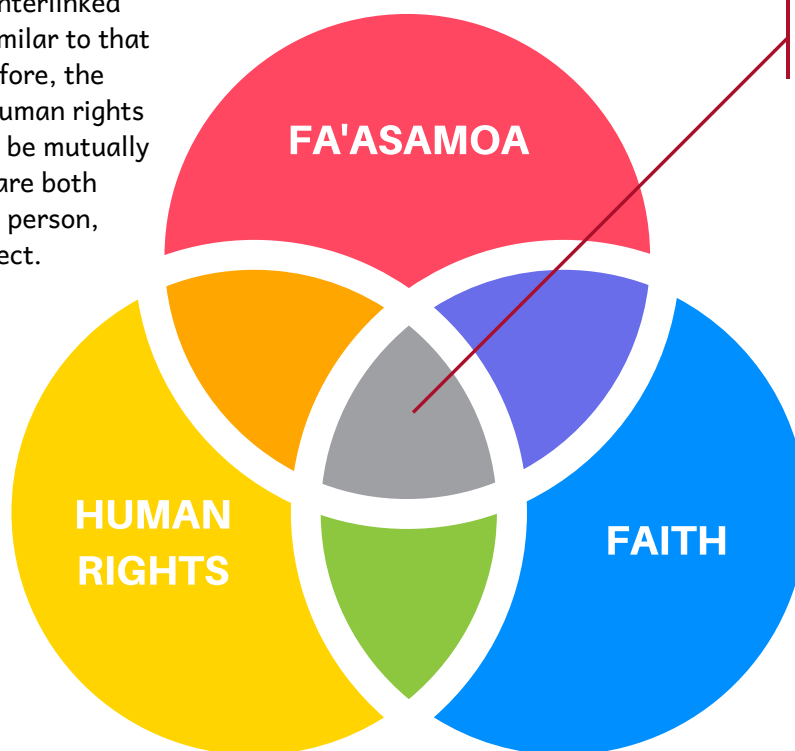 nterlinked
milar to that
fore, the
uman rights
be mutually
are both
person,
ect.
FA'ASAMOA
HUMAN
RIGHTS
FAITH